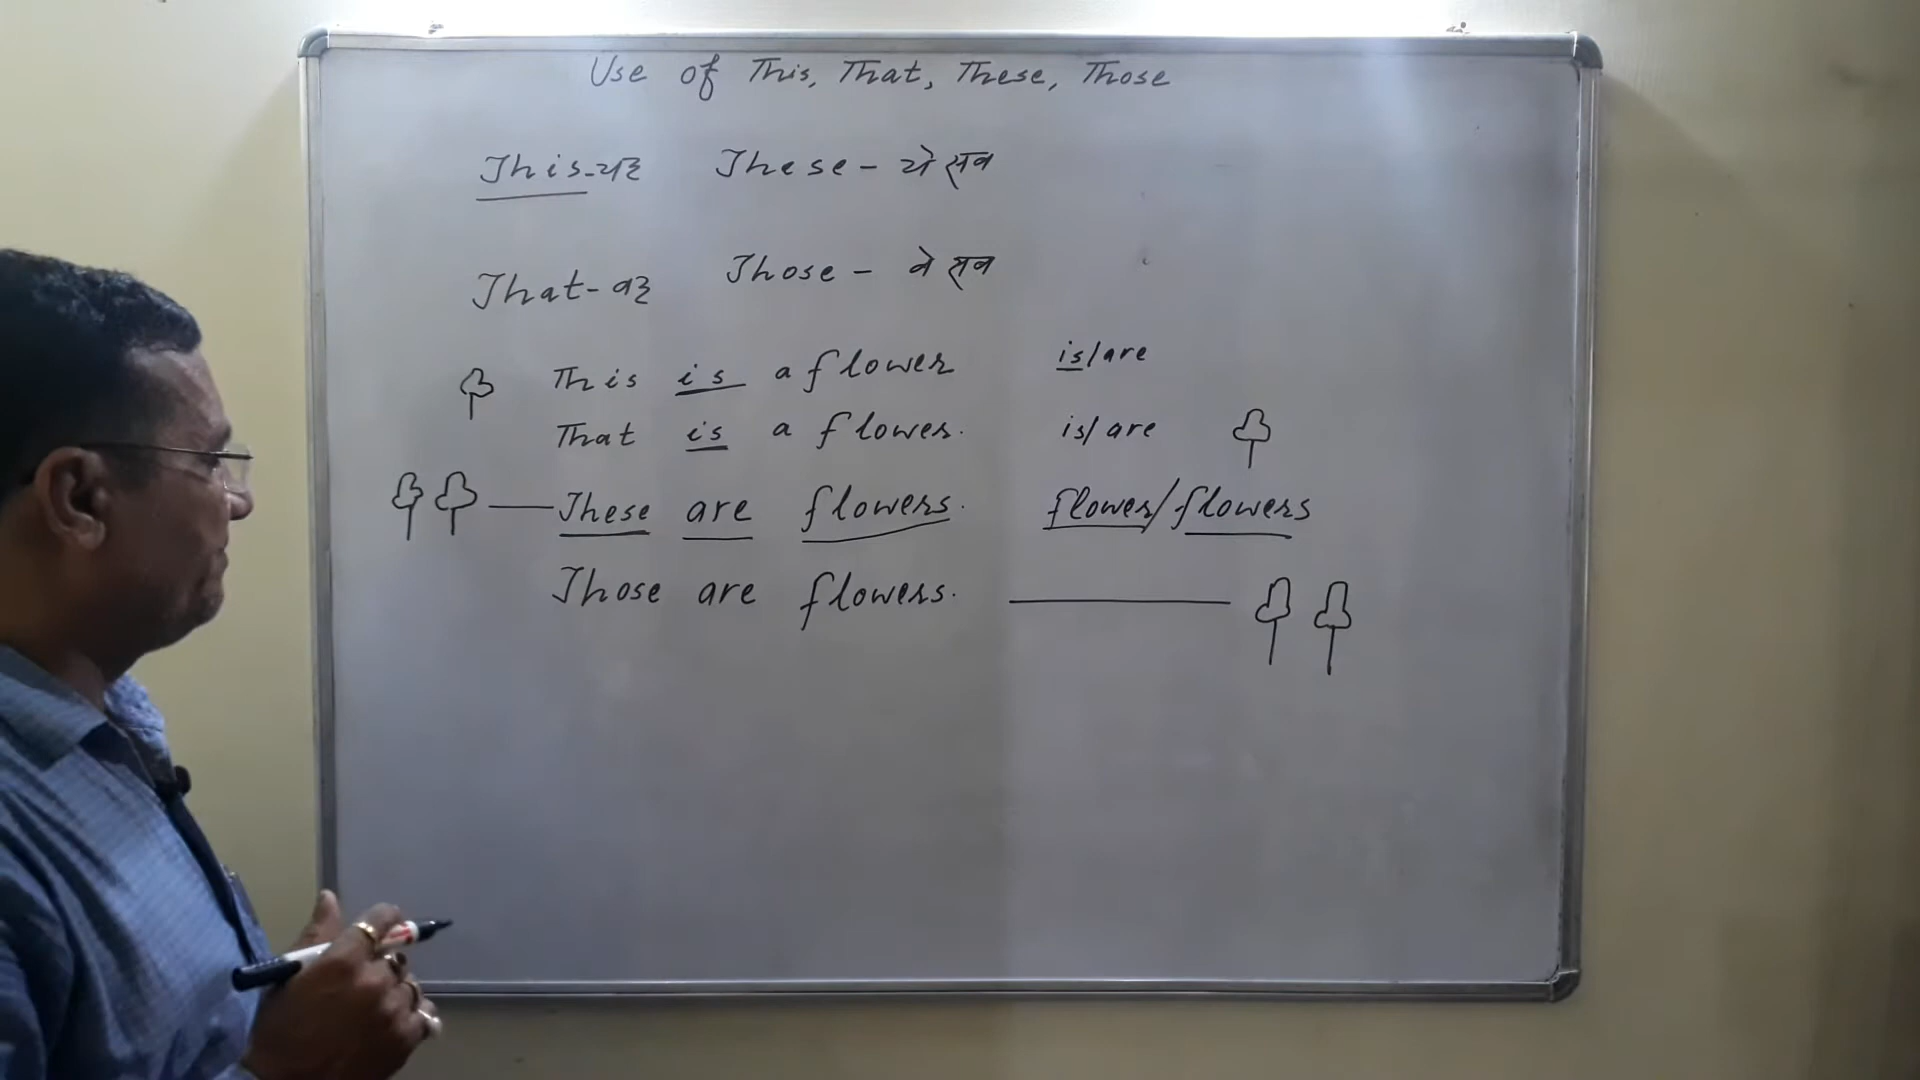 Use of This, That, These, Those
This - यह These - ये सब
That - वह Those - वे सब
This is a flower is/are
That is a flower. is/are
These are flowers. flower/flowers
Those are flowers.